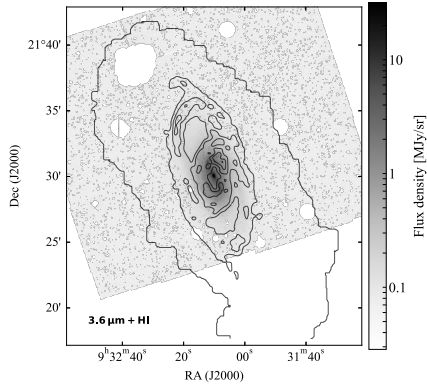 21°40'
35'
30'
25'
20'
Dec (J2000)
3.6 μm + HI
9ʰ32ᵐ40ˢ
20ˢ
00ˢ
31ᵐ40ˢ
RA (J2000)
10
1
0.1
Flux density [MJy/sr]